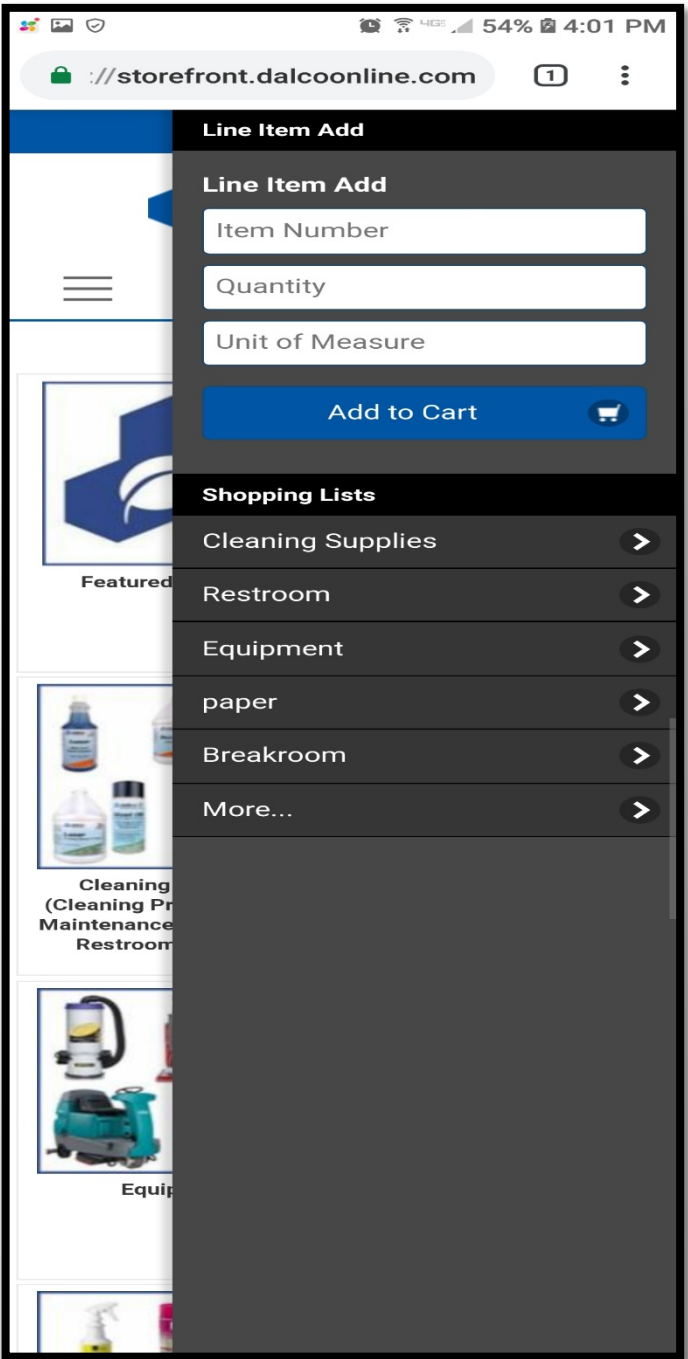 4GE 54% 4:01 PM
://storefront.dalcoonline.com 1
Line Item Add
Line Item Add
Item Number
Quantity
Unit of Measure
Add to Cart
Shopping Lists
Cleaning Supplies
Restroom
Equipment
paper
Breakroom
More...
Featured
Cleaning
(Cleaning Pr
Maintenance
Restroom
Equip